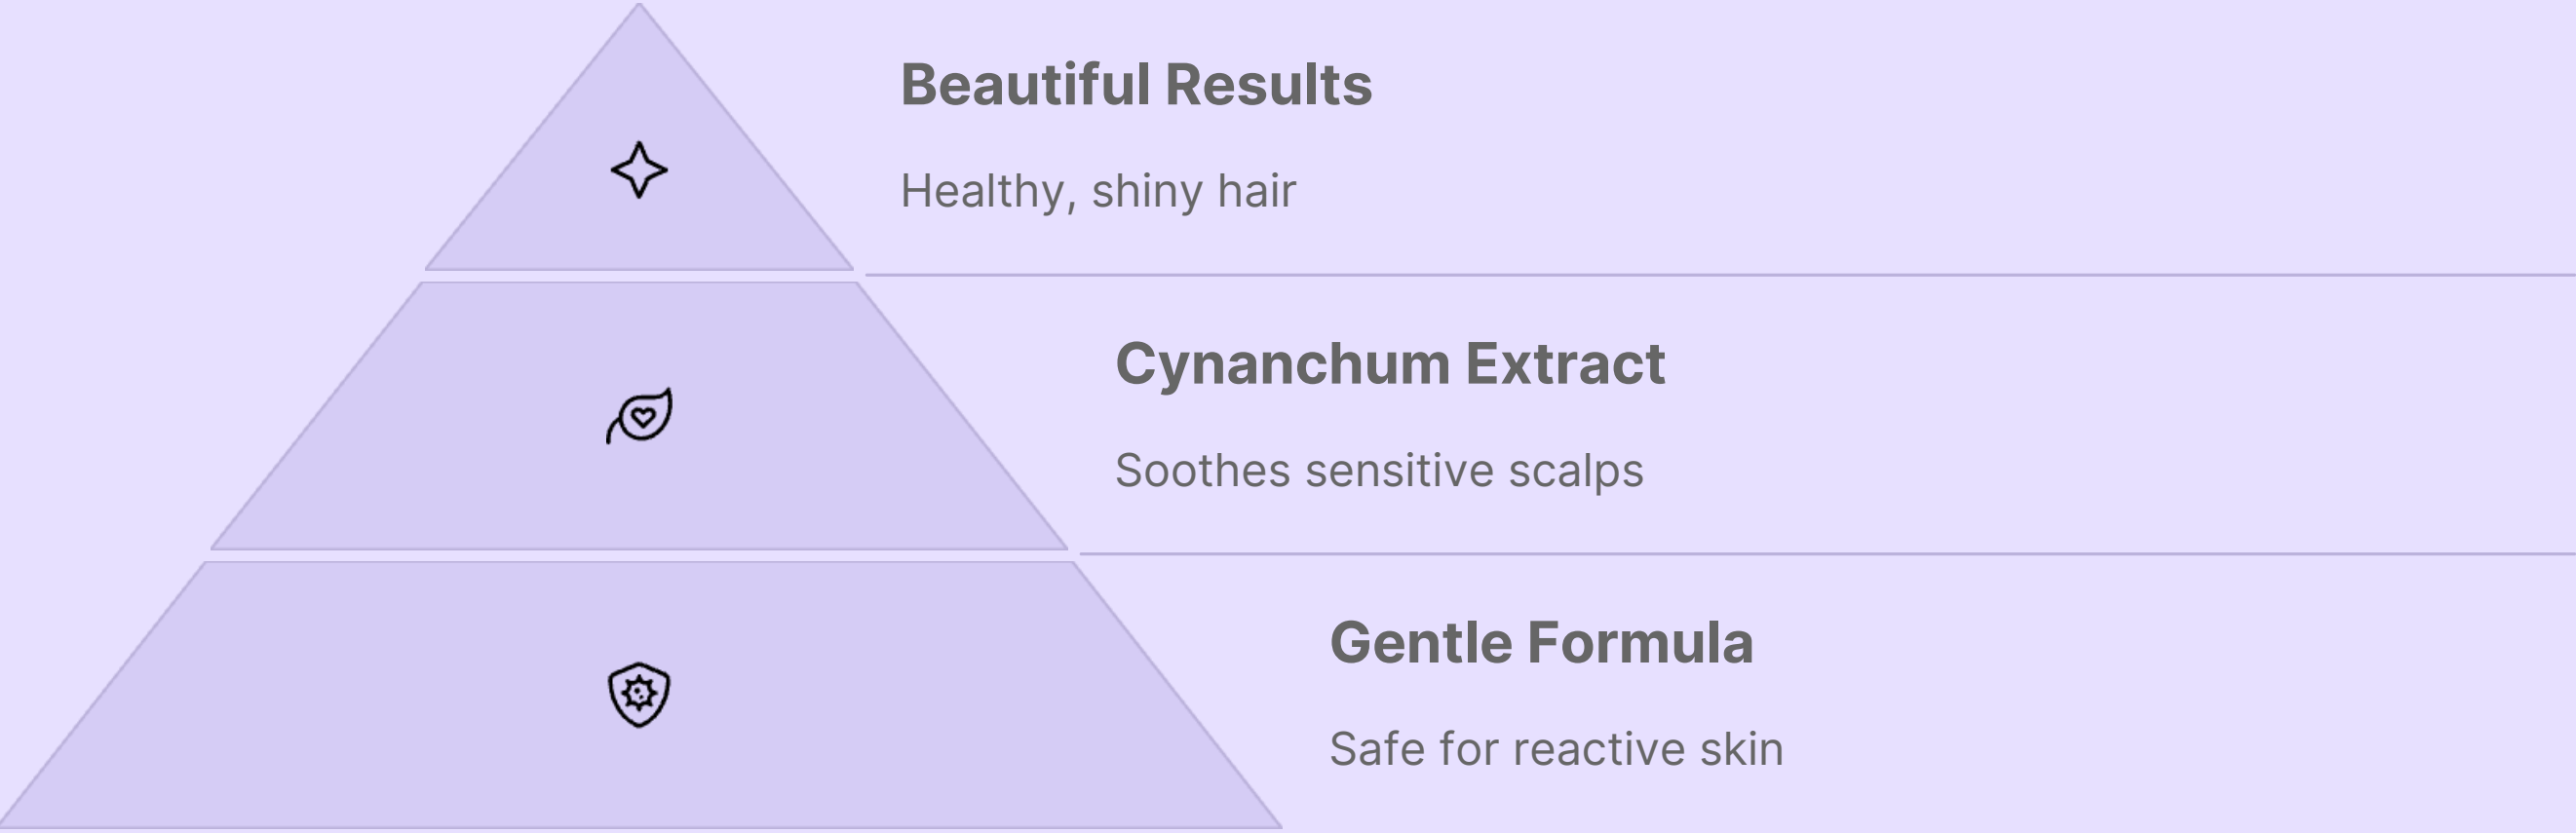 Beautiful Results
Healthy, shiny hair
Cynanchum Extract
Soothes sensitive scalps
Gentle Formula
Safe for reactive skin